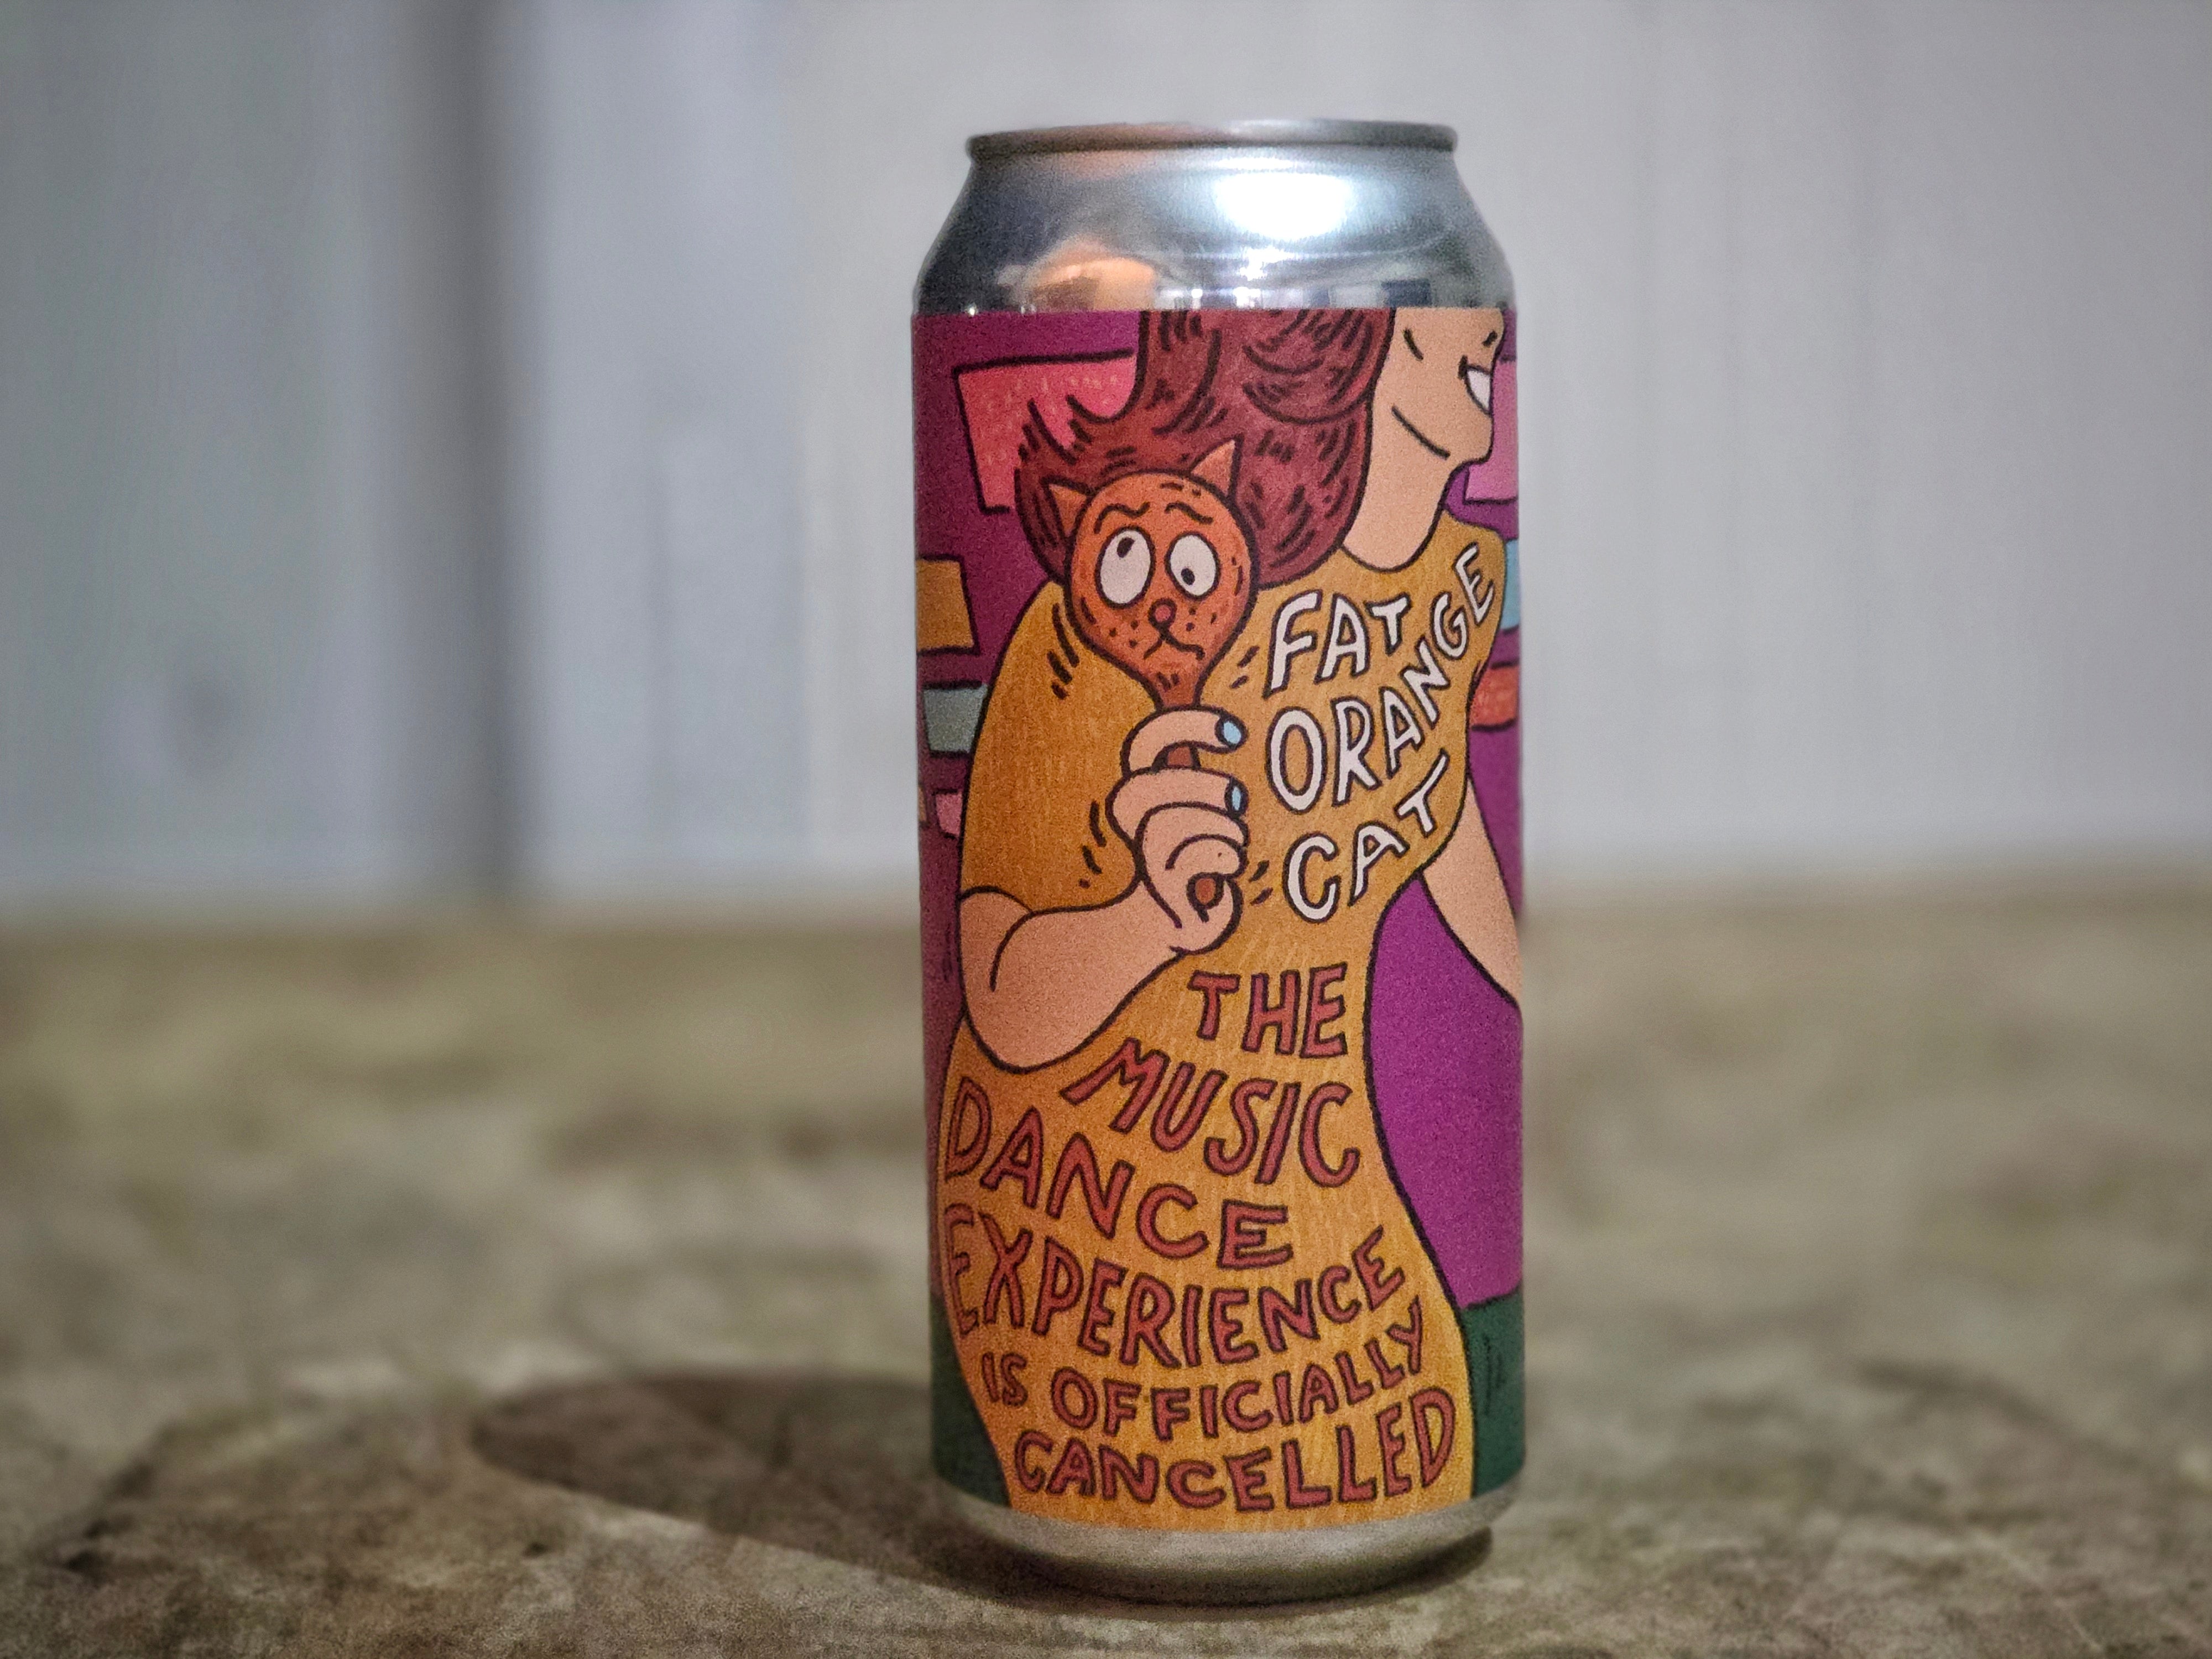 FAT
ORANGE
CAT
THE
MUSIC
DANCE
EXPERIENCE
IS OFFICIALLY
CANCELLED